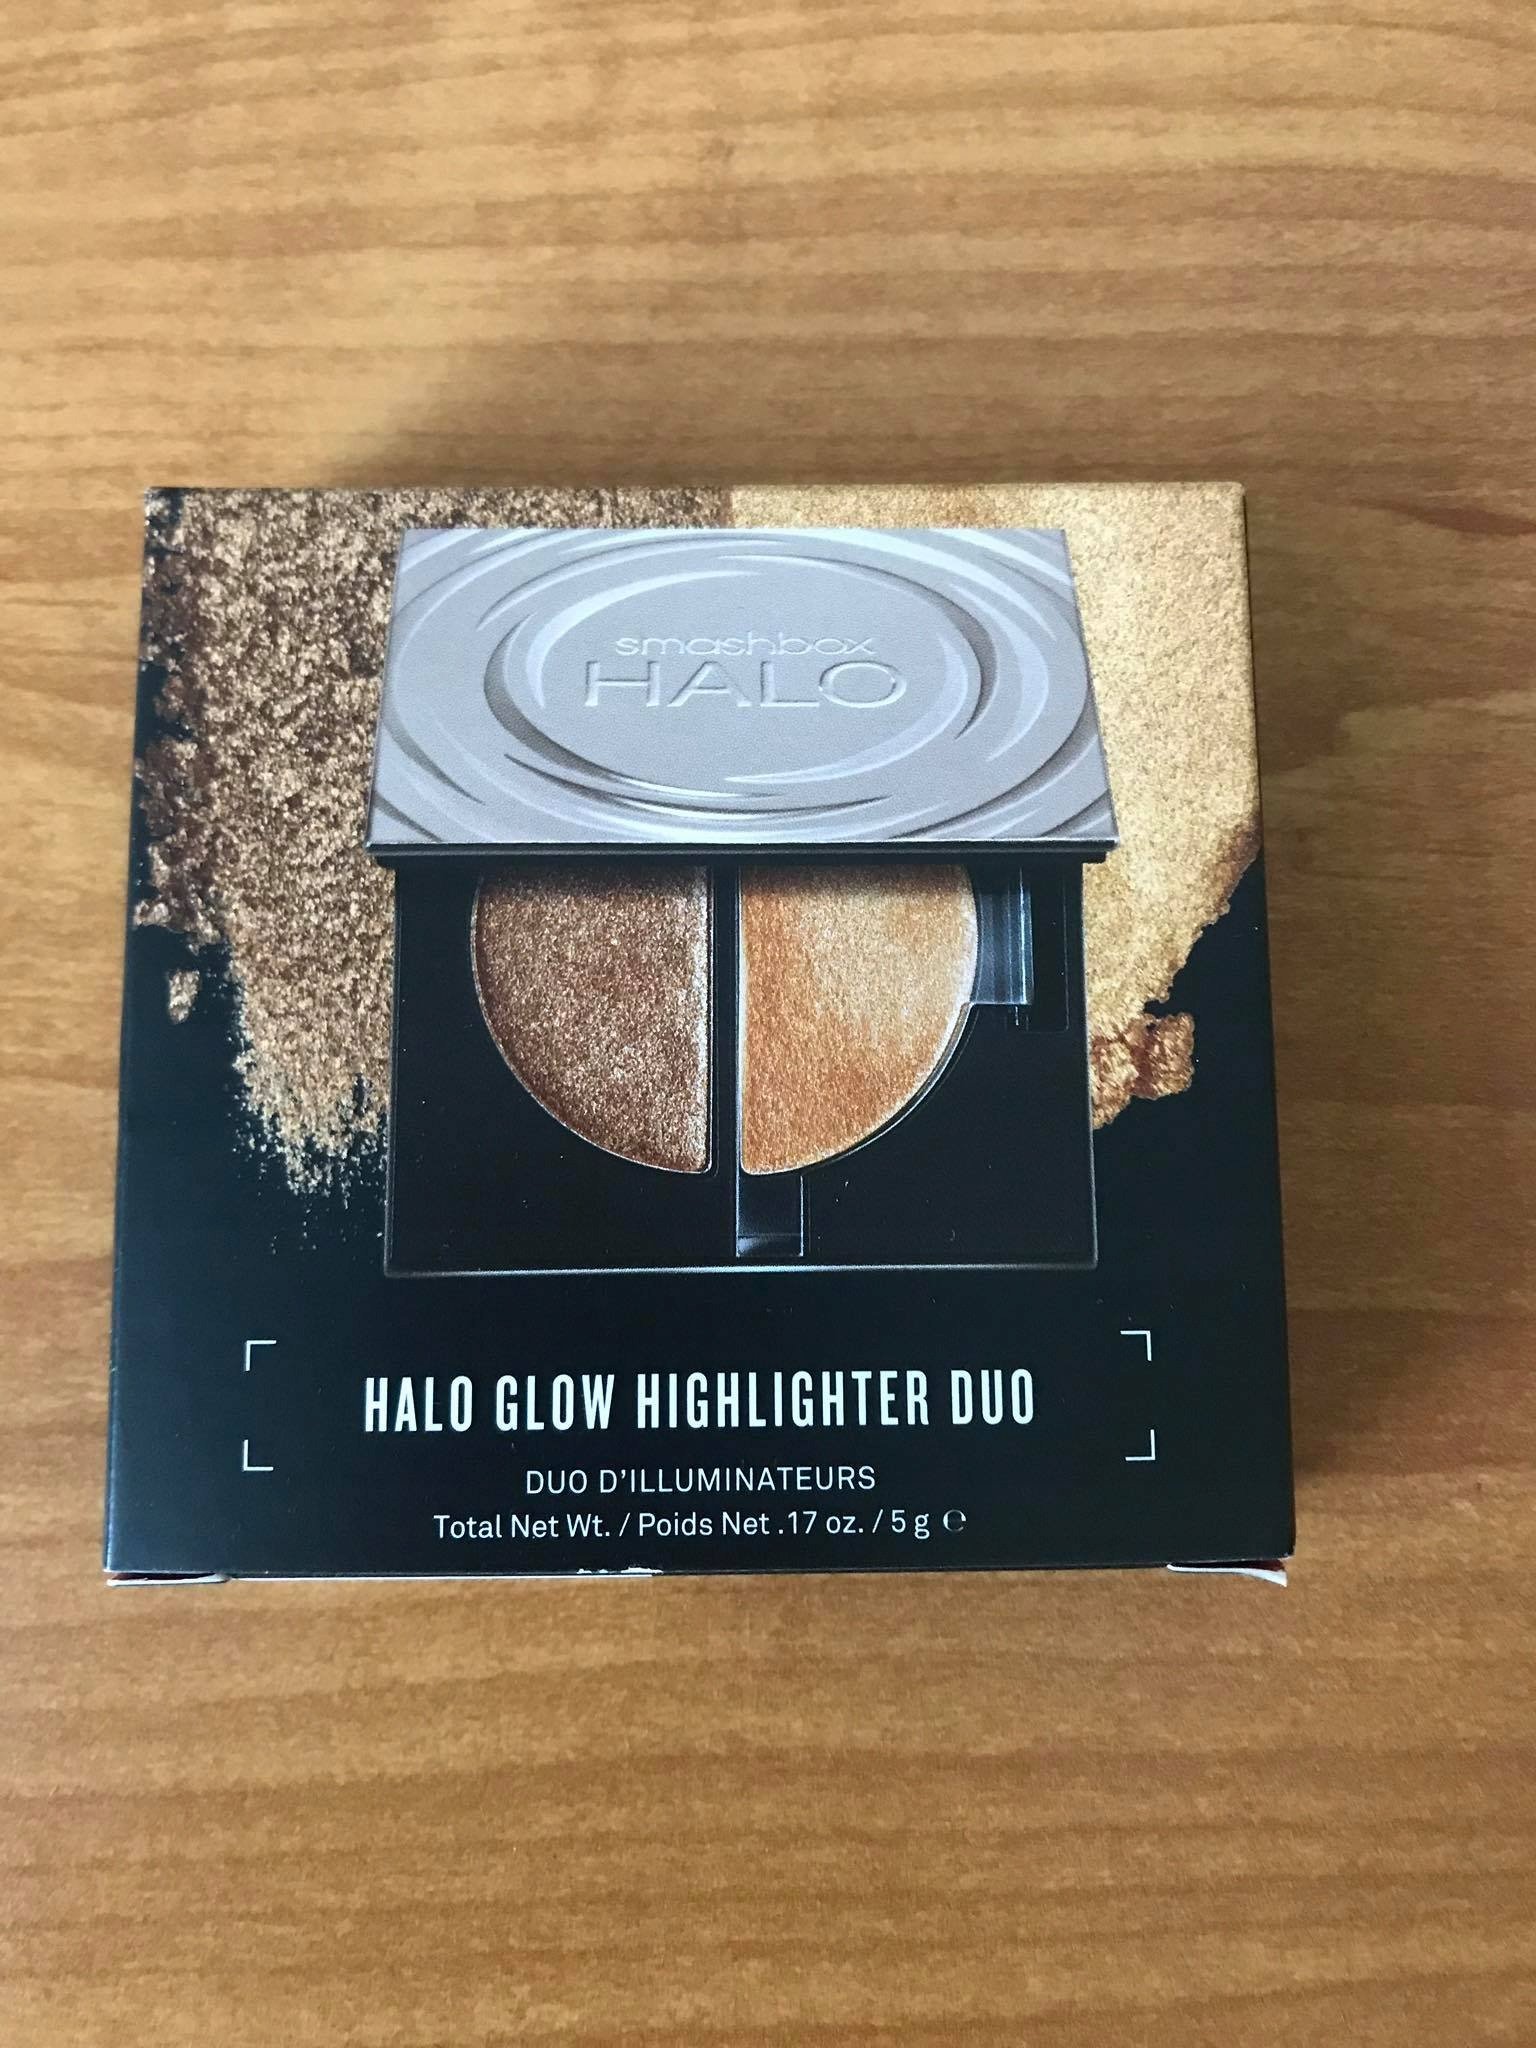 smashbox
HALO
HALO GLOW HIGHLIGHTER DUO
DUO D'ILLUMINATEURS
Total Net Wt. / Poids Net .17 oz. / 5 g ℮